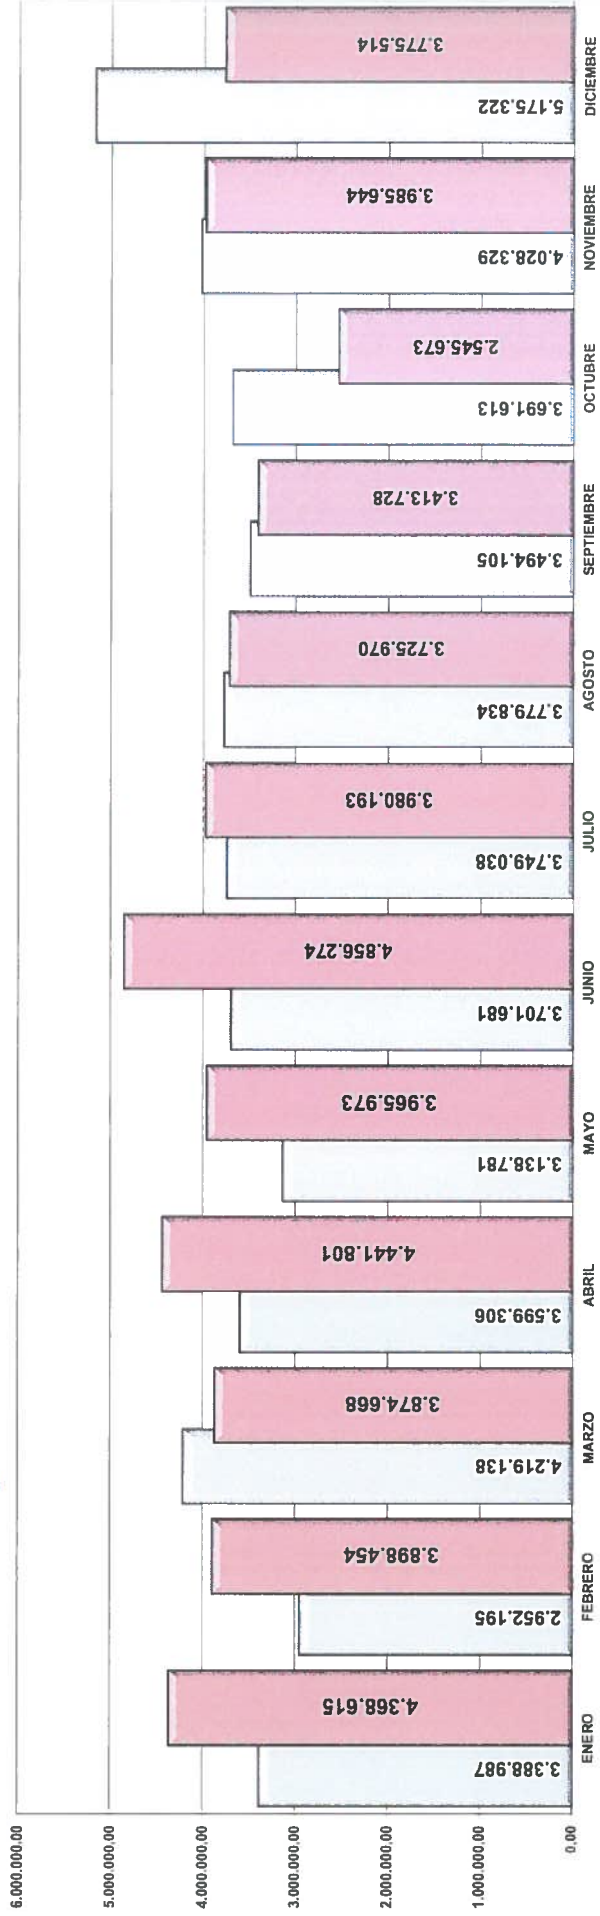 6.000.000,00
5.000.000,00
4.000.000,00
3.000.000,00
2.000.000,00
1.000.000,00
0,00
3.388.987
4.368.615
2.952.195
3.898.454
4.219.138
3.874.668
3.599.306
4.441.801
3.138.781
3.965.973
3.701.681
4.856.274
3.749.038
3.980.193
3.779.834
3.725.970
3.494.105
3.413.728
3.691.613
2.545.673
4.028.329
3.985.644
5.175.322
3.775.514
ENERO
FEBRERO
MARZO
ABRIL
MAYO
JUNIO
JULIO
AGOSTO
SEPTIEMBRE
OCTUBRE
NOVIEMBRE
DICIEMBRE